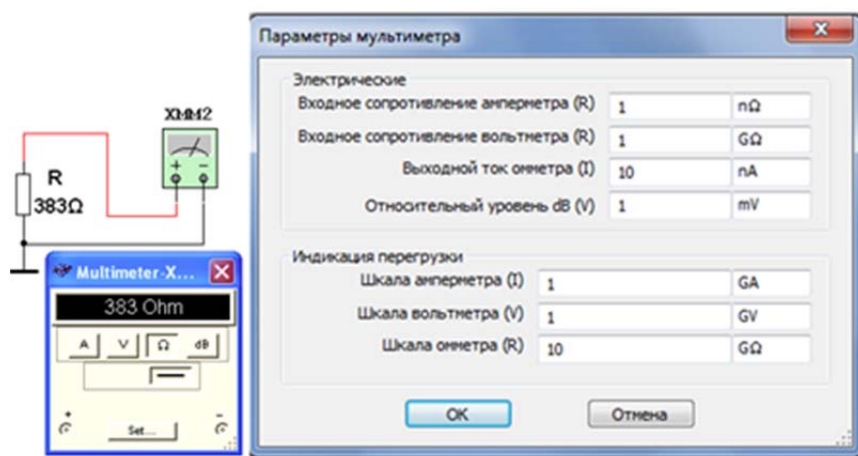 XMM2
R
383Ω
+ −
Multimeter-X...
383 Ohm
A V Ω dB
+ −
Set...
Параметры мультиметра
Электрические
Входное сопротивление амперметра (R) 1 nΩ
Входное сопротивление вольтметра (R) 1 GΩ
Выходной ток омметра (I) 10 nA
Относительный уровень dB (V) 1 mV
Индикация перегрузки
Шкала амперметра (I) 1 GA
Шкала вольтметра (V) 1 GV
Шкала омметра (R) 10 GΩ
OK Отмена